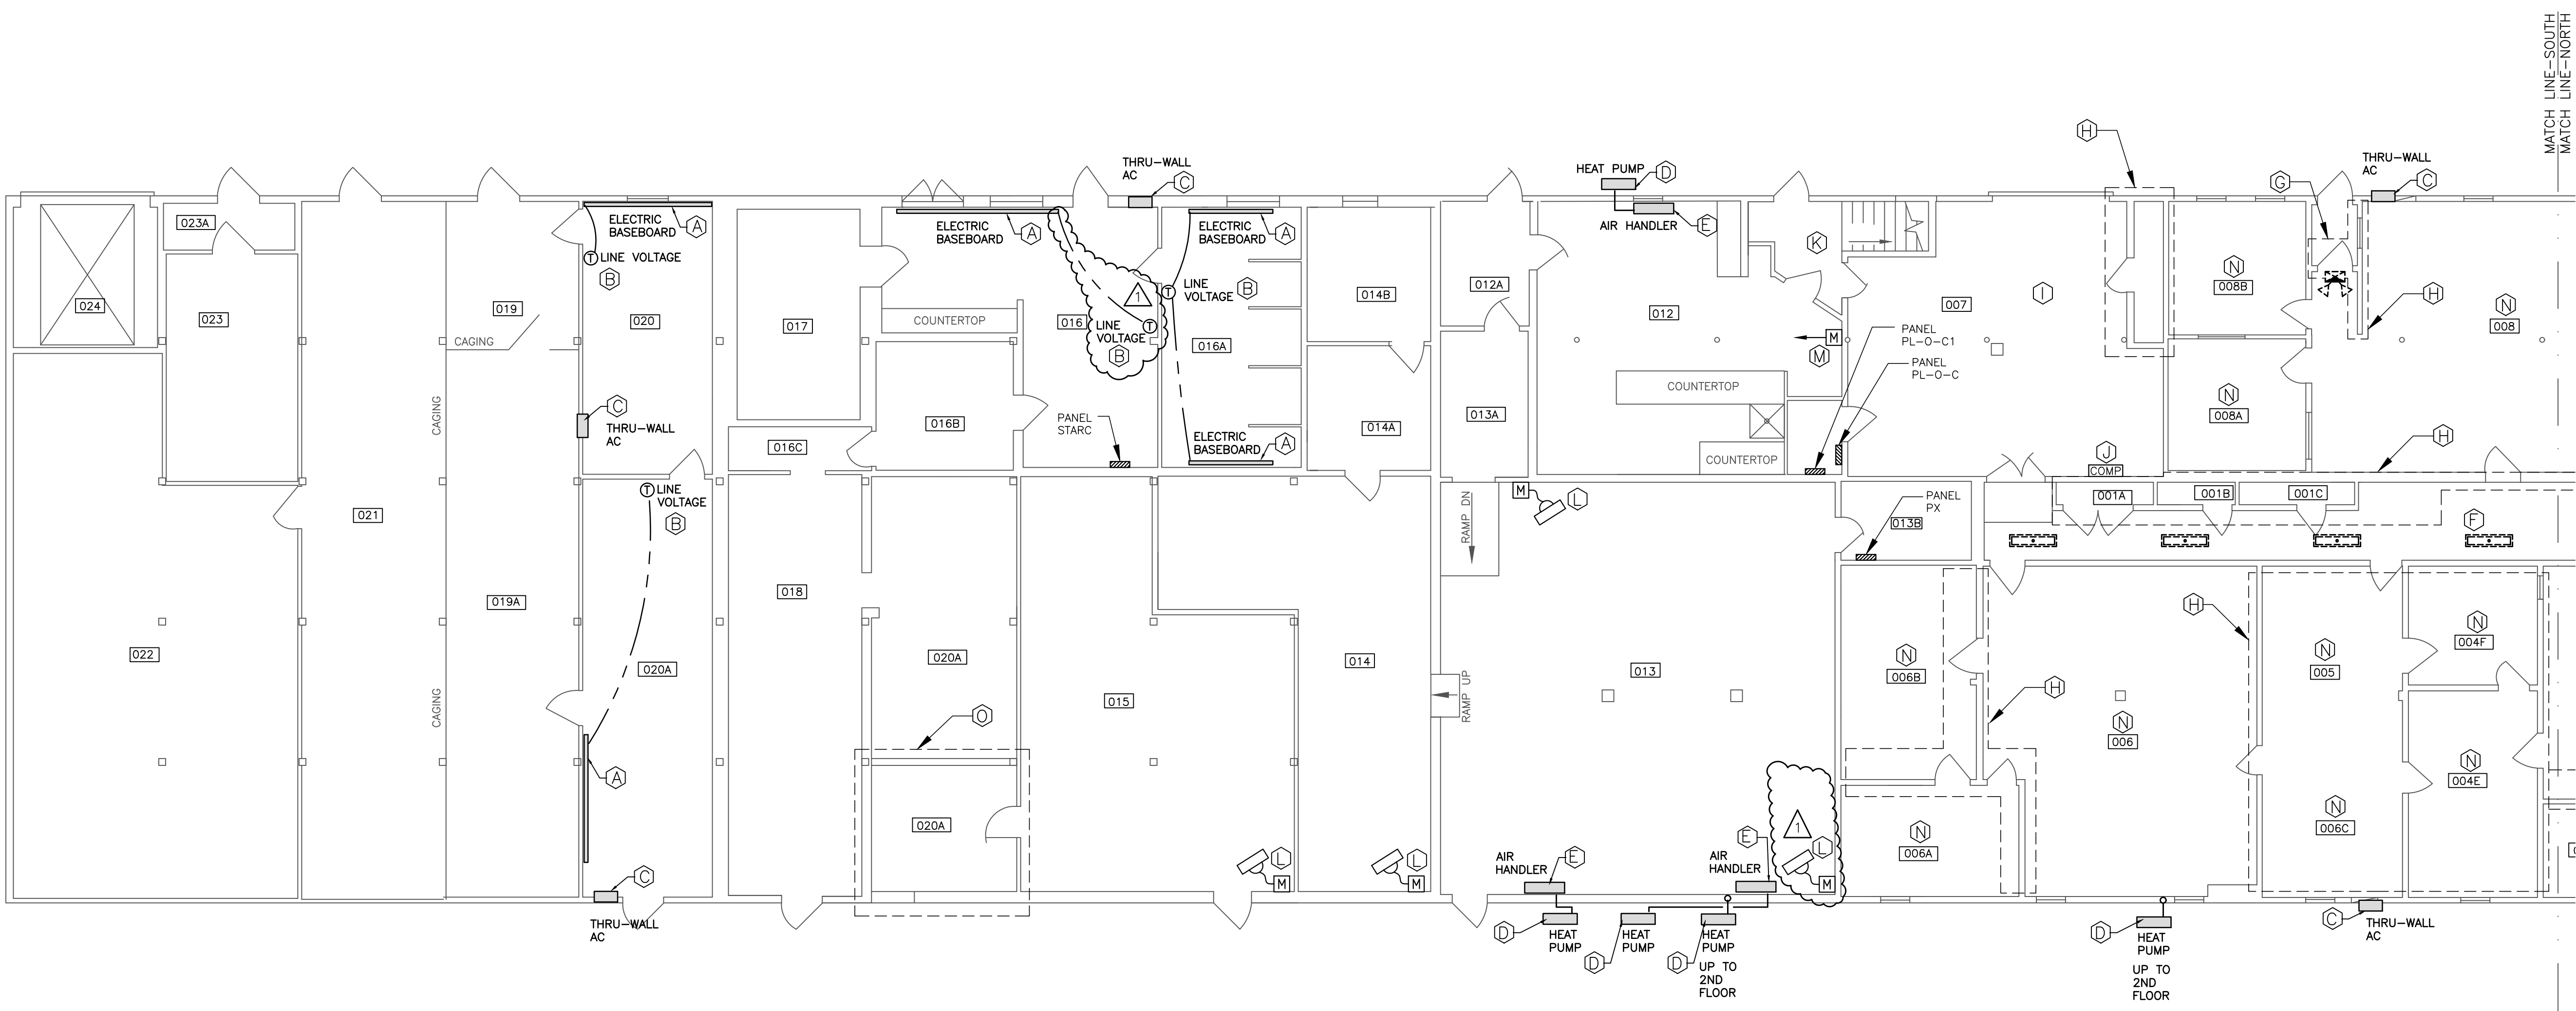 MATCH LINE-SOUTH
MATCH LINE-NORTH
H
THRU-WALL
AC
C
HEAT PUMP
D
AIR HANDLER
E
G
THRU-WALL
AC
C
023A
024
023
019
CAGING
CAGING
CAGING
021
022
019A
ELECTRIC
BASEBOARD
A
T
LINE VOLTAGE
B
020
C
THRU-WALL
AC
T
LINE
VOLTAGE
B
020A
A
C
THRU-WALL
AC
017
016C
018
ELECTRIC
BASEBOARD
A
COUNTERTOP
016
1
T
LINE
VOLTAGE
B
016B
PANEL
STARC
ELECTRIC
BASEBOARD
A
T
LINE
VOLTAGE
B
016A
ELECTRIC
BASEBOARD
A
020A
O
020A
015
L
M
014B
014A
014
L
M
012A
013A
012
COUNTERTOP
COUNTERTOP
K
M
M
PANEL
PL-O-C1
PANEL
PL-O-C
007
I
J
COMP
RAMP DN
M
L
RAMP UP
013
013B
PANEL
PX
AIR
HANDLER
E
AIR
HANDLER
E
1
L
M
D
HEAT
PUMP
D
HEAT
PUMP
D
HEAT
PUMP
UP TO
2ND
FLOOR
N
008B
N
008A
H
N
008
H
001A
001B
001C
F
N
006B
H
N
006
N
006A
H
N
005
N
006C
N
004F
N
004E
D
HEAT
PUMP
UP TO
2ND
FLOOR
C
THRU-WALL
AC